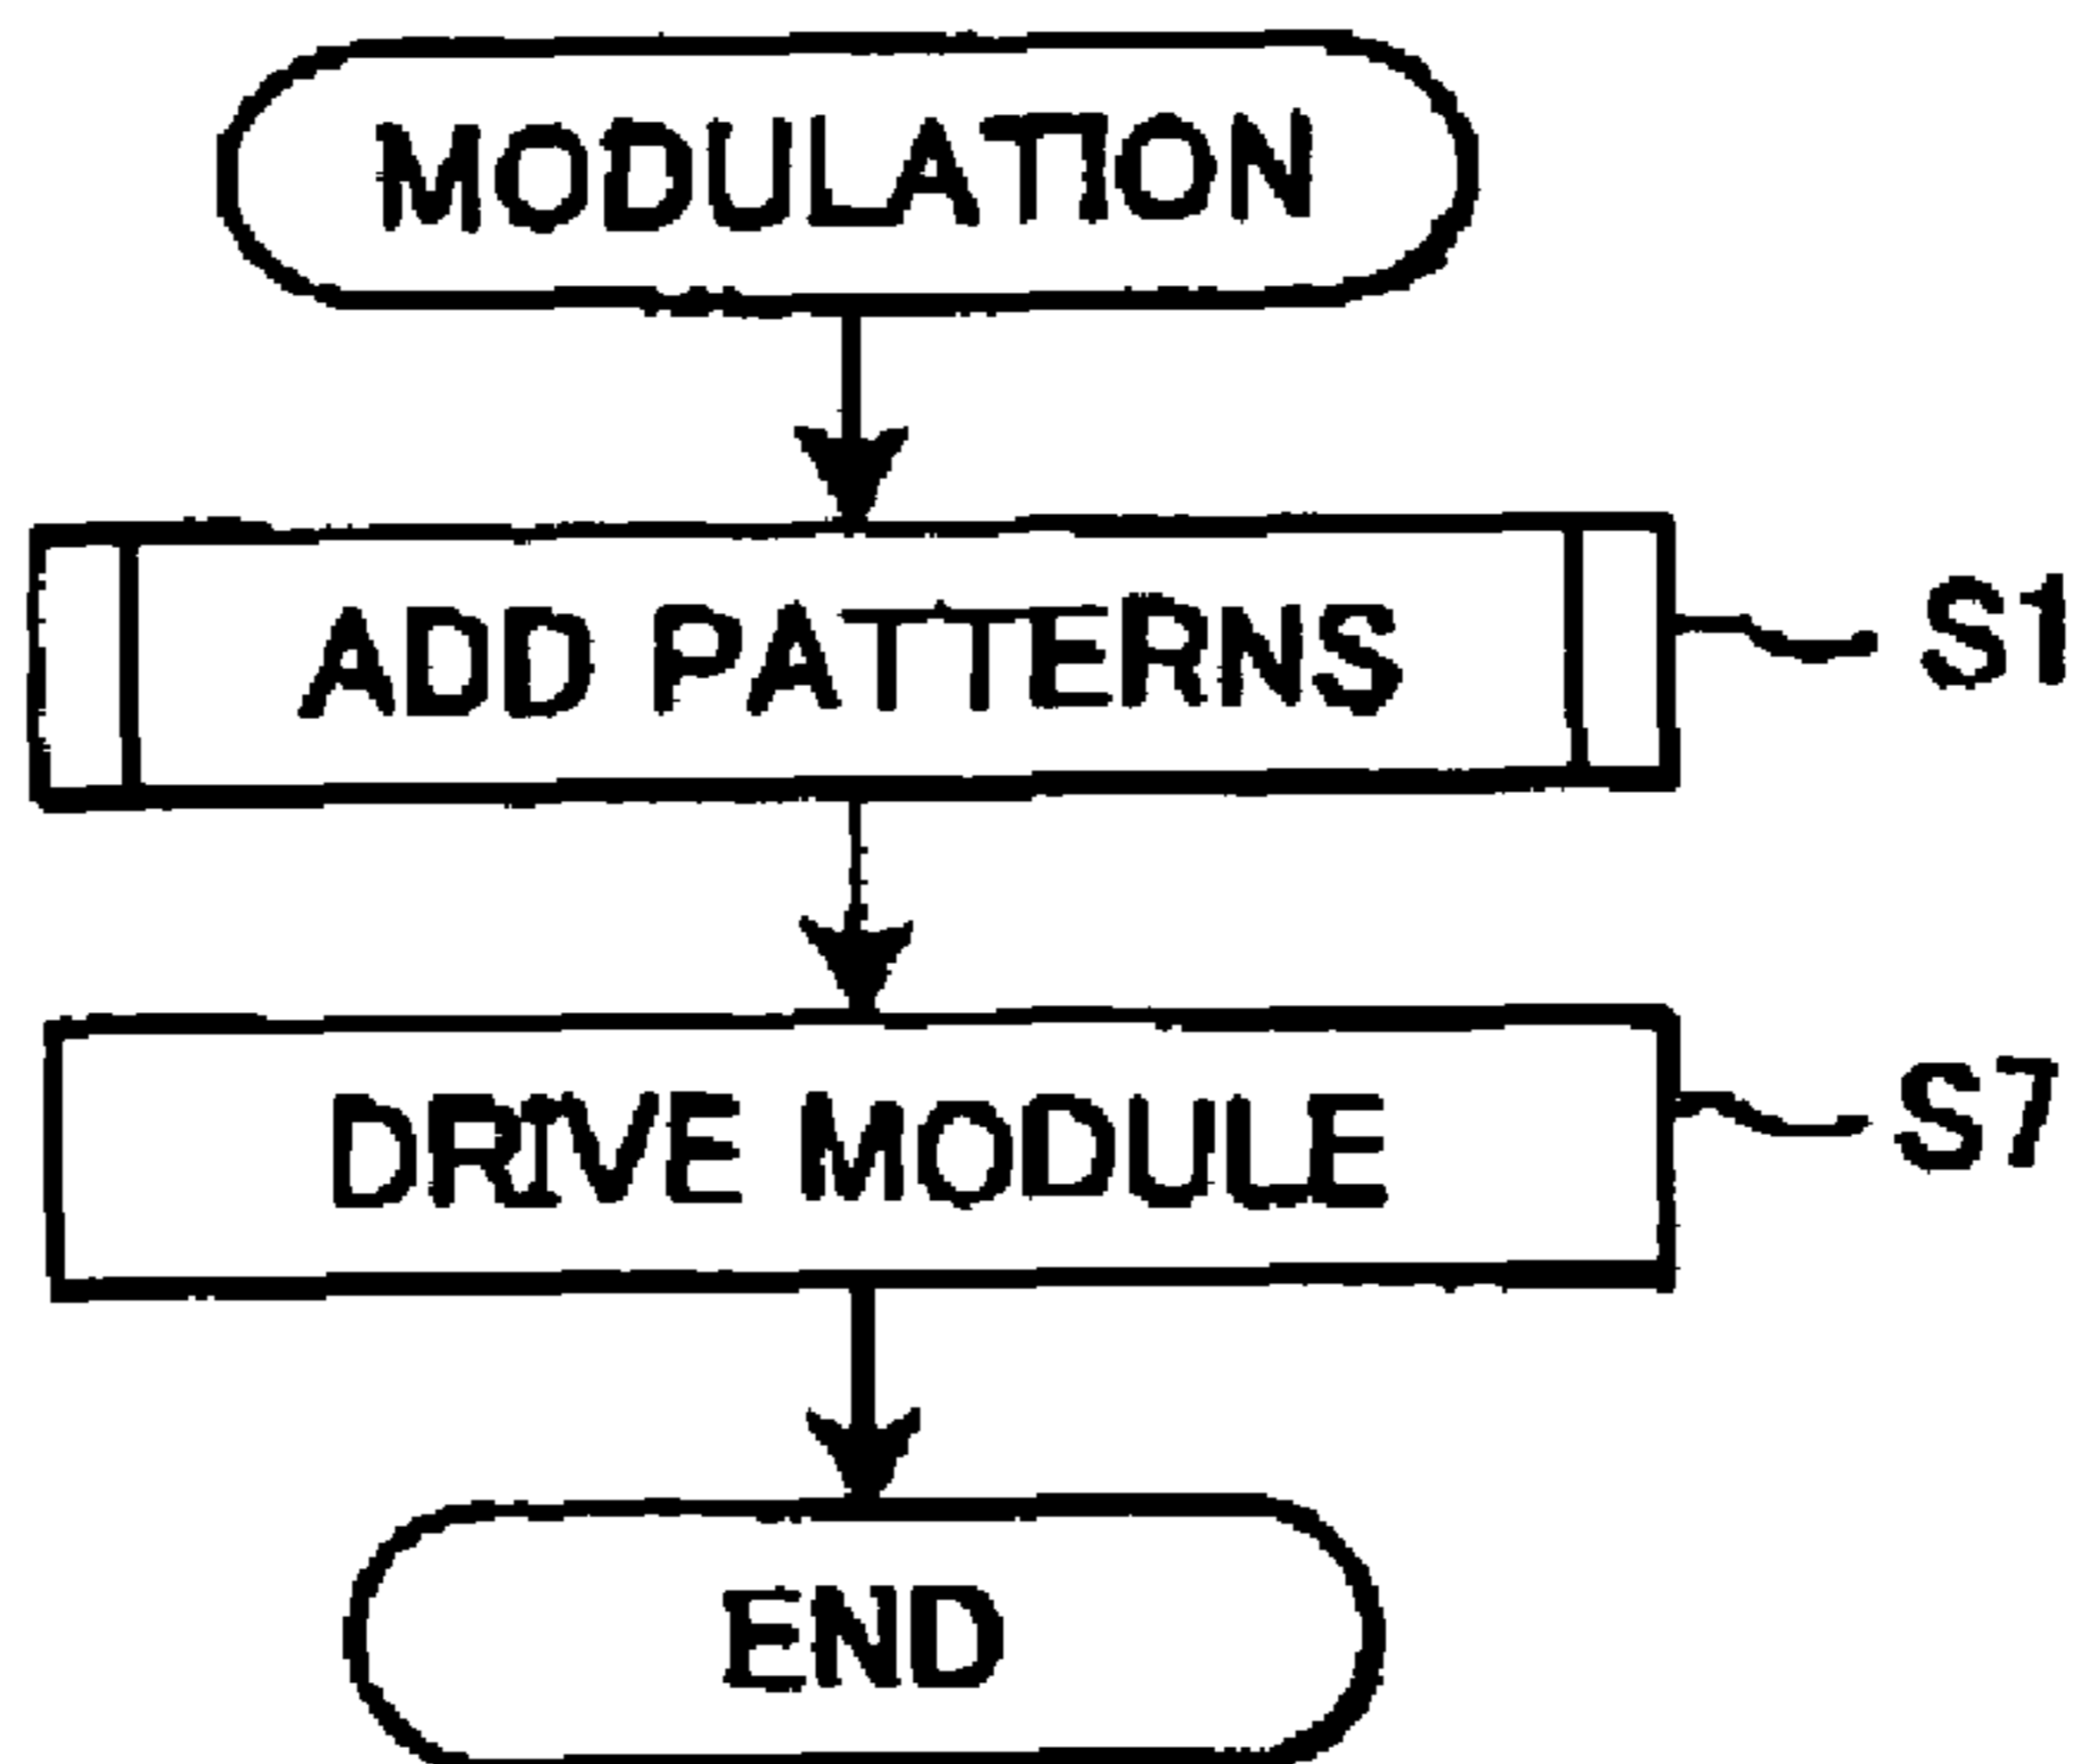 MODULATION
ADD PATTERNS
S1
DRIVE MODULE
S7
END